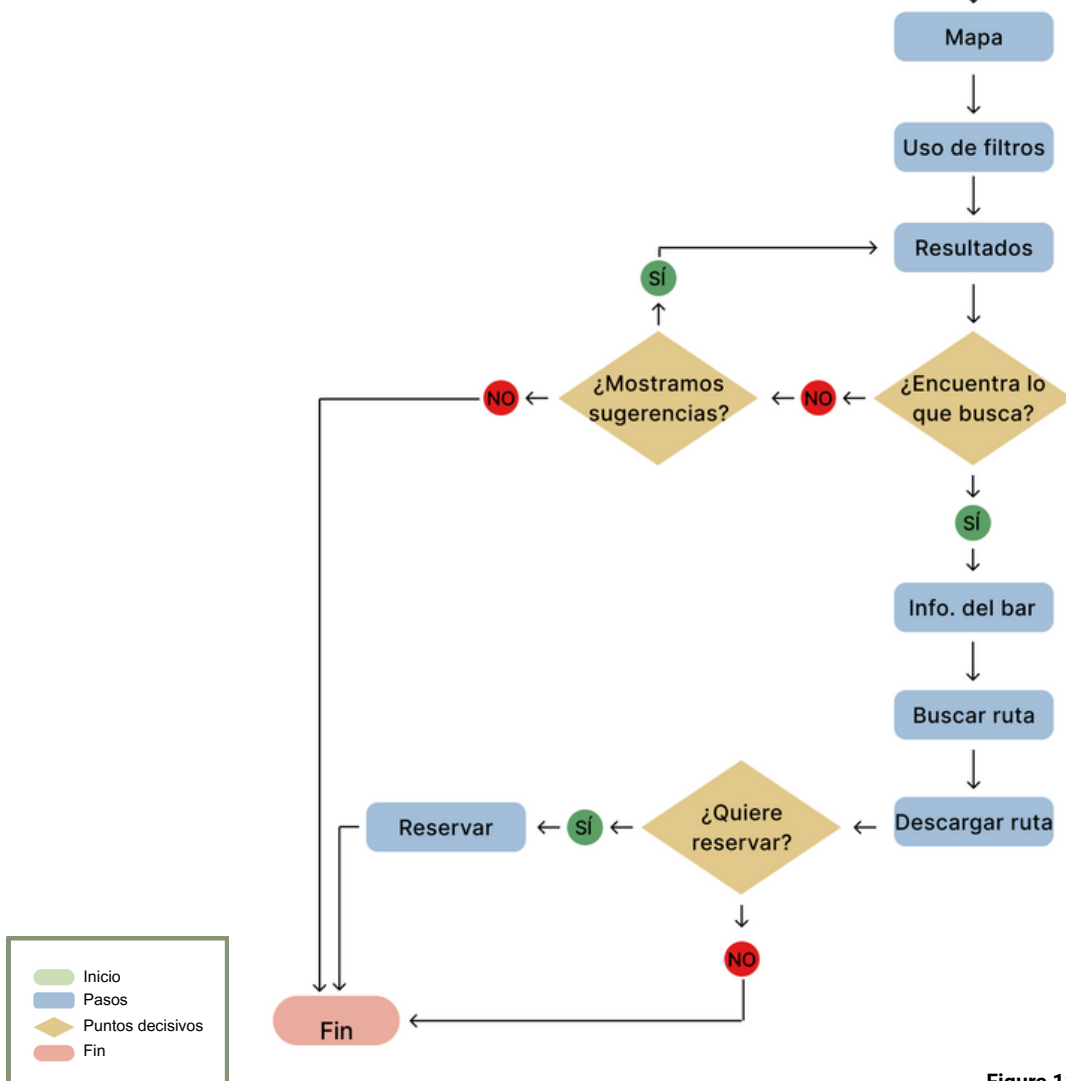 Mapa
Uso de filtros
Resultados
SÍ
¿Mostramos
sugerencias?
NO
NO
¿Encuentra lo
que busca?
SÍ
Info. del bar
Buscar ruta
Descargar ruta
¿Quiere
reservar?
SÍ
Reservar
NO
Fin
Inicio
Pasos
Puntos decisivos
Fin
Figura